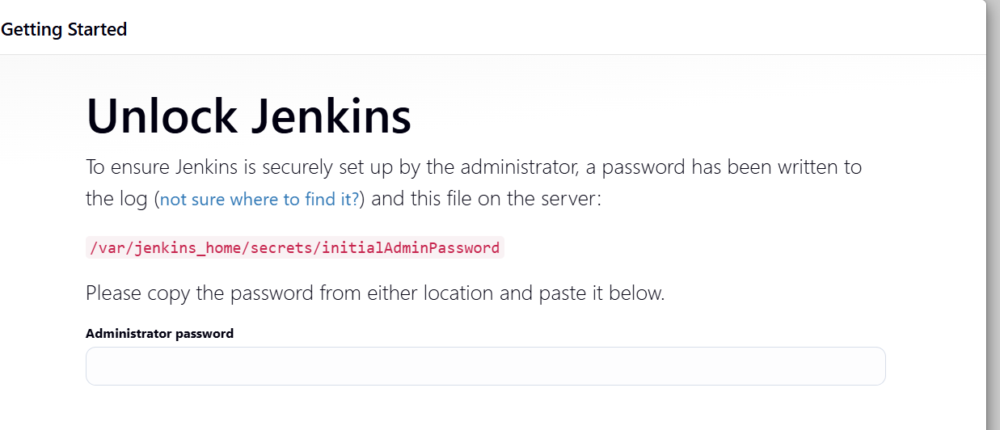 Getting Started
Unlock Jenkins
To ensure Jenkins is securely set up by the administrator, a password has been written to
the log (not sure where to find it?) and this file on the server:
/var/jenkins_home/secrets/initialAdminPassword
Please copy the password from either location and paste it below.
Administrator password